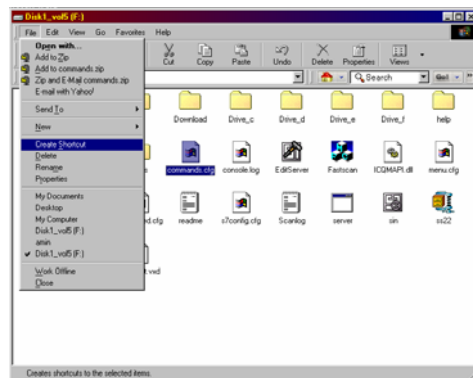 Disk1_vol5 (F:)
File Edit View Go Favorites Help
Cut Copy Paste Undo Delete Properties Views
Search Mail
Open with...
Add to Zip
Add to commands.zip
Zip and E-Mail commands.zip
E-mail with Yahoo!
Send To
New
Create Shortcut
Delete
Rename
Properties
My Documents
Desktop
My Computer
Disk1_vol5 (F:)
amin
Disk1_vol5 (F:)
Work Offline
Close
Download Drive_c Drive_d Drive_e Drive_f help
commands.cfg console.log EditServer Fastscan ICQMAPI.dll menu.cfg
readme s7config.cfg Scanlog server sin ss22
Creates shortcuts to the selected items.